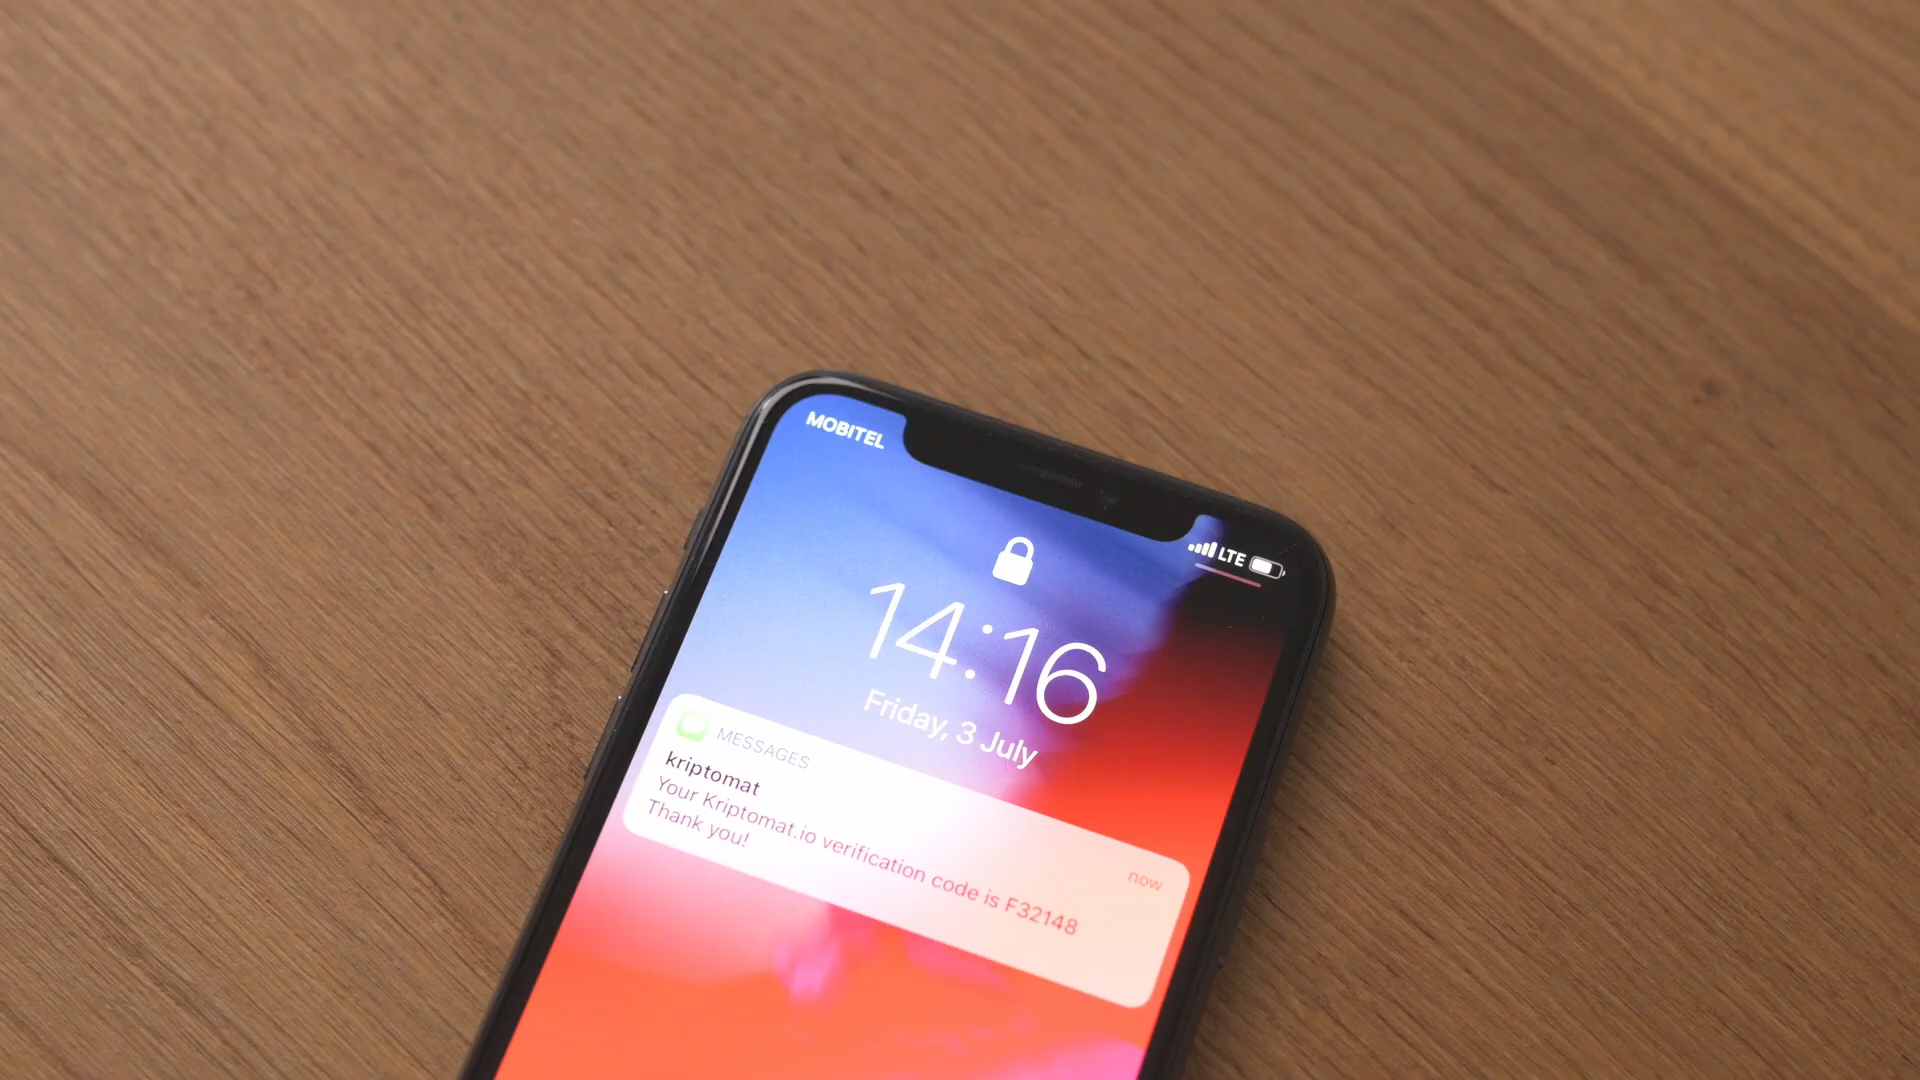 MOBITEL
LTE
14:16
Friday, 3 July
MESSAGES
now
kriptomat
Your Kriptomat.io verification code is F32148
Thank you!